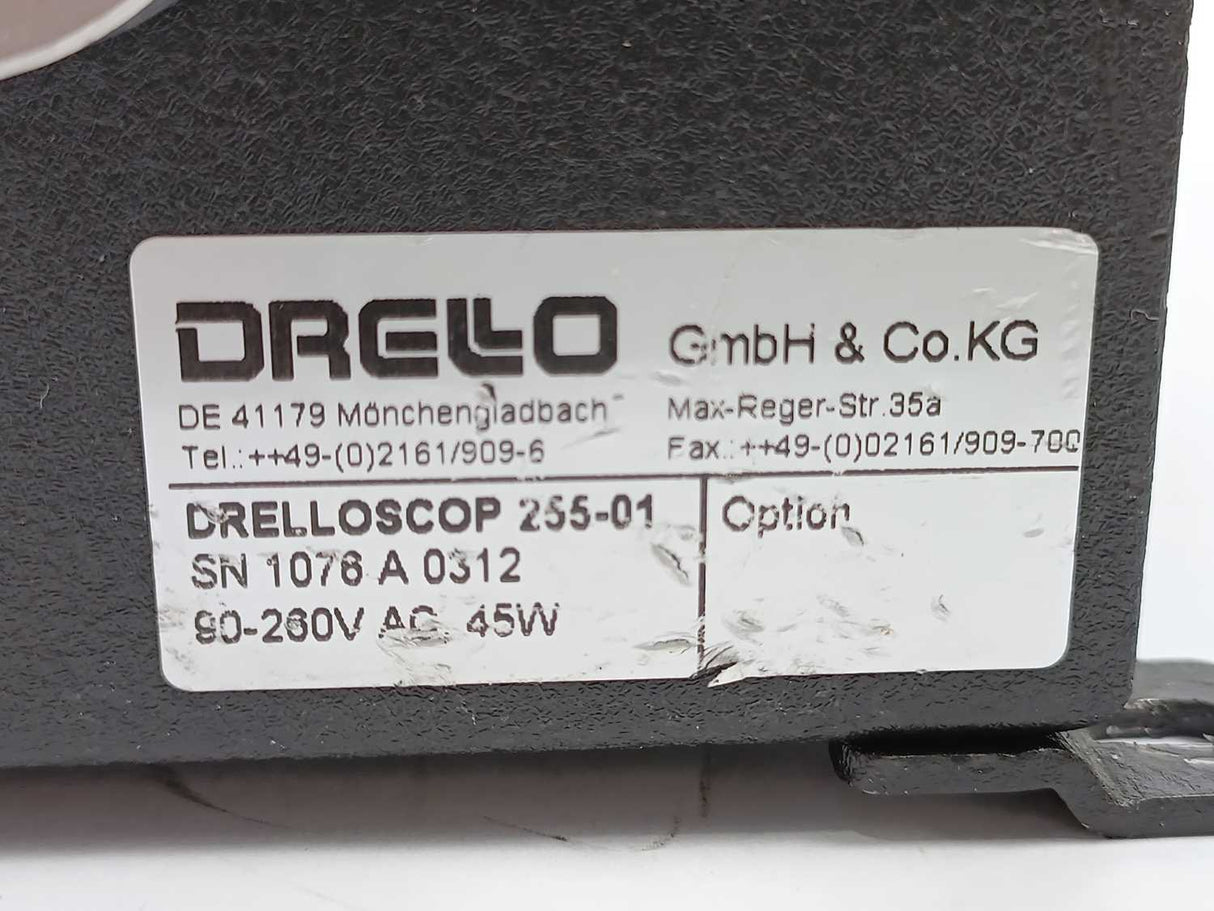 DRELLO GmbH & Co.KG
DE 41179 Mönchengladbach Max-Reger-Str.35a
Tel.:++49-(0)2161/909-6 Fax.:++49-(0)02161/909-700
DRELLOSCOP 255-01 Option
SN 1076 A 0312
90-260V AC, 45W